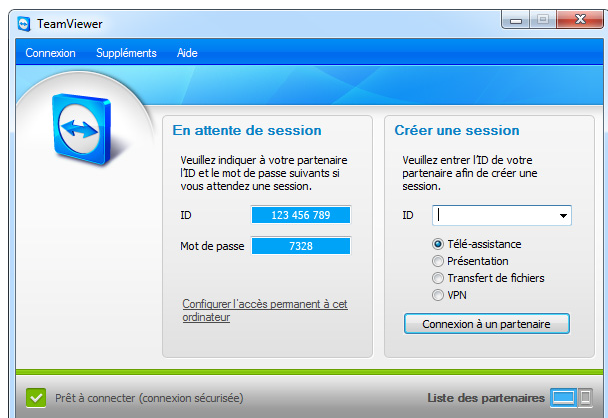 TeamViewer
Connexion Suppléments Aide
En attente de session
Veuillez indiquer à votre partenaire
l'ID et le mot de passe suivants si
vous attendez une session.
ID 123 456 789
Mot de passe 7328
Configurer l'accès permanent à cet
ordinateur
Créer une session
Veuillez entrer l'ID de votre
partenaire afin de créer une
session.
ID
Télé-assistance
Présentation
Transfert de fichiers
VPN
Connexion à un partenaire
Prêt à connecter (connexion sécurisée)
Liste des partenaires